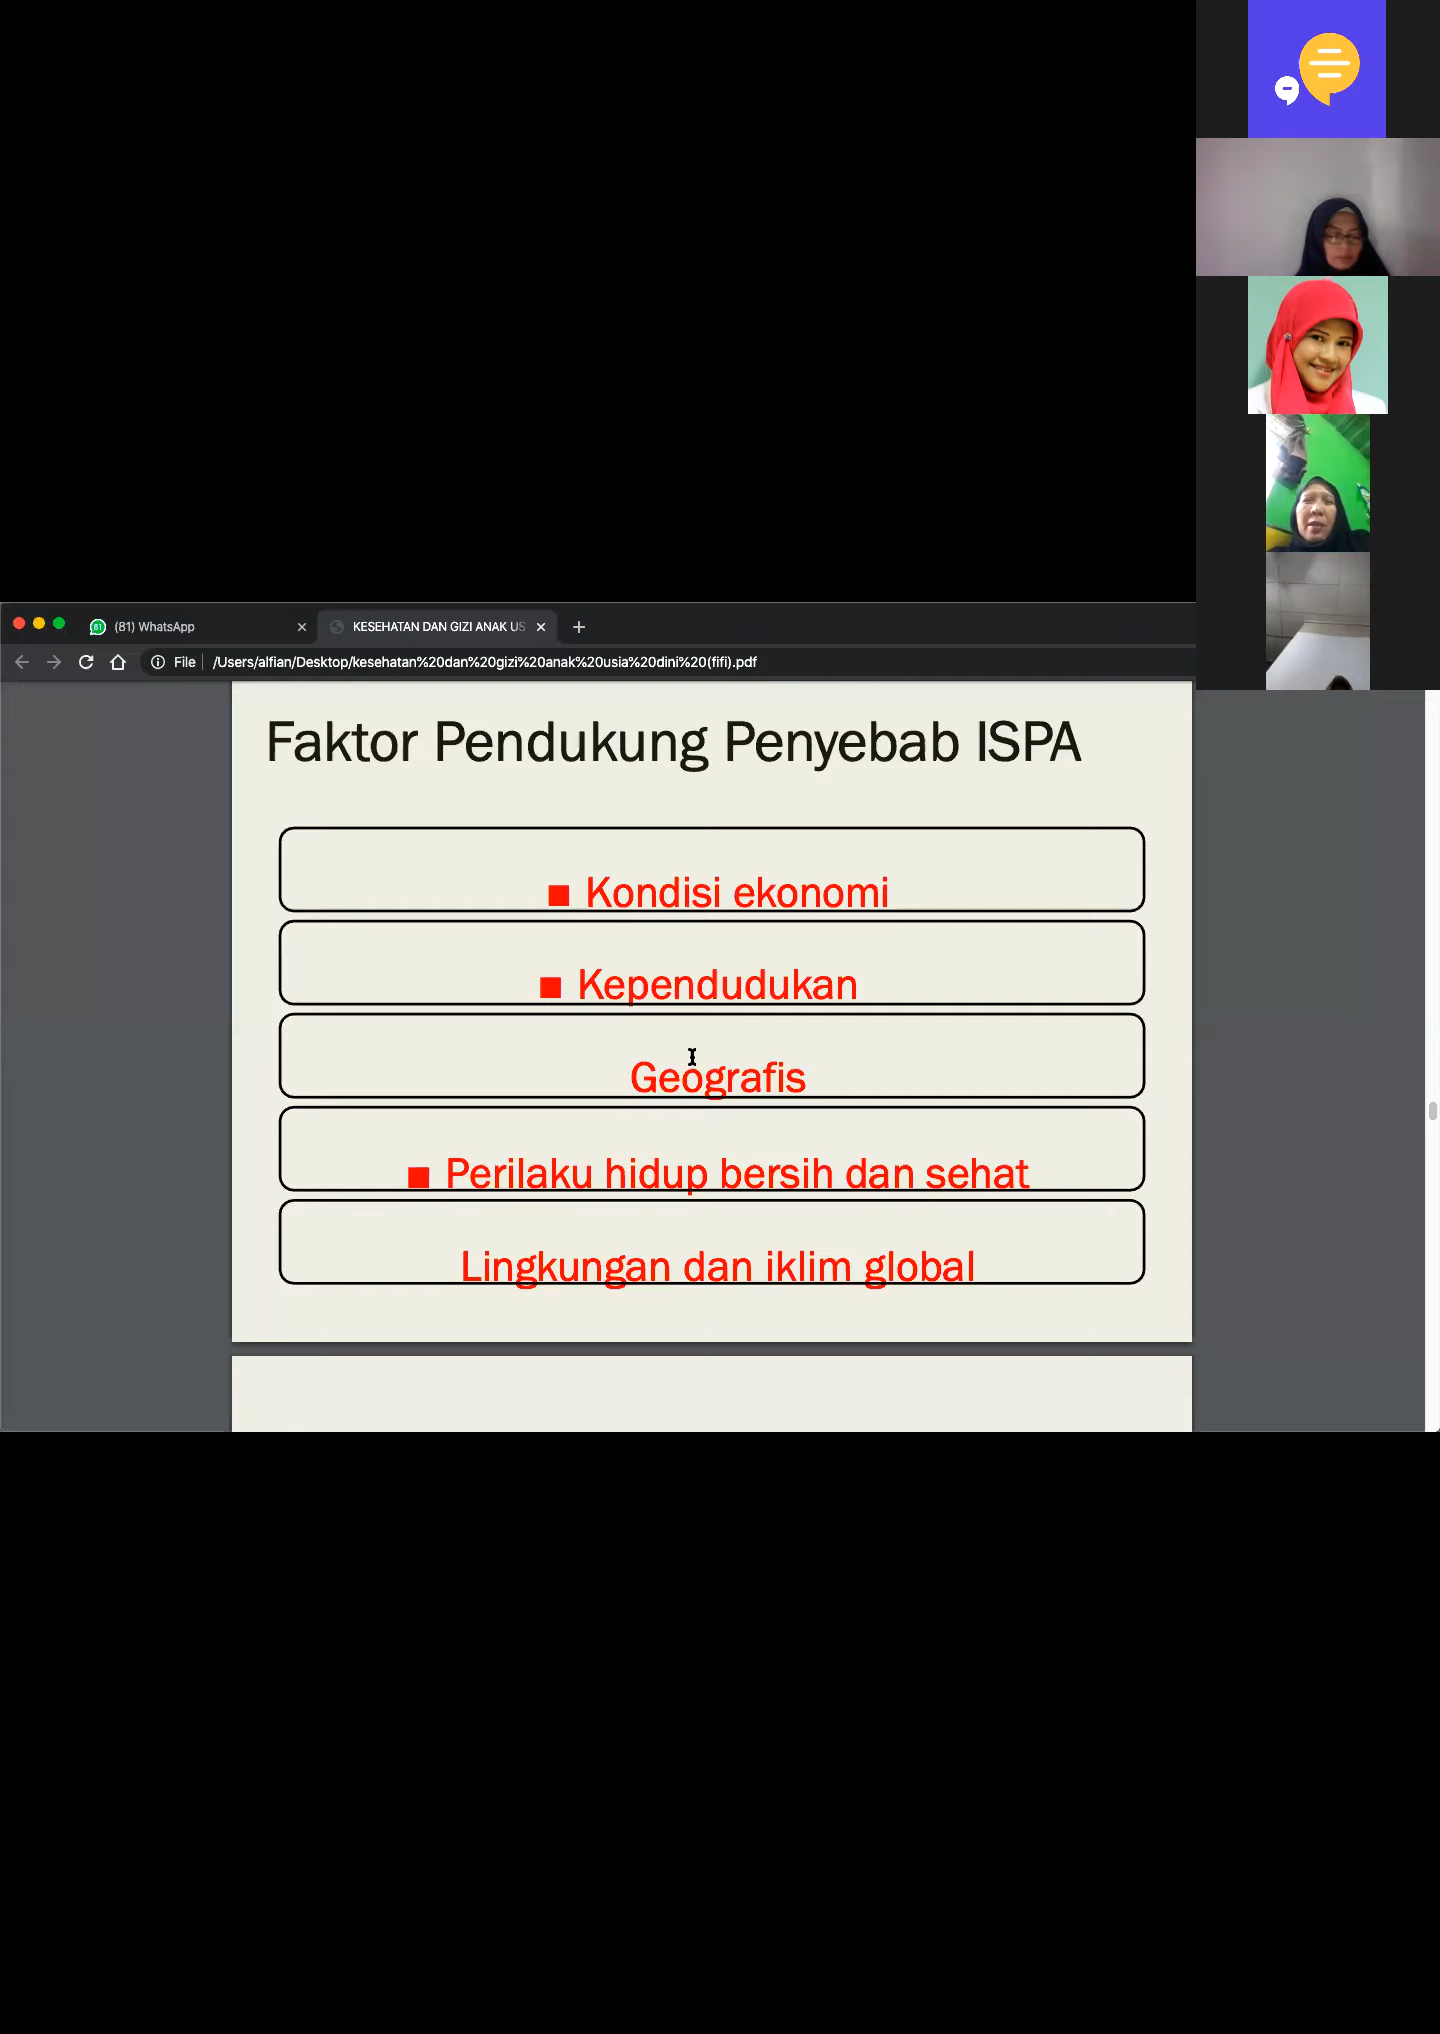 (81) WhatsApp
KESEHATAN DAN GIZI ANAK US
File
/Users/alfian/Desktop/kesehatan%20dan%20gizi%20anak%20usia%20dini%20(fifi).pdf
Faktor Pendukung Penyebab ISPA
■ Kondisi ekonomi
■ Kependudukan
Geografis
■ Perilaku hidup bersih dan sehat
Lingkungan dan iklim global